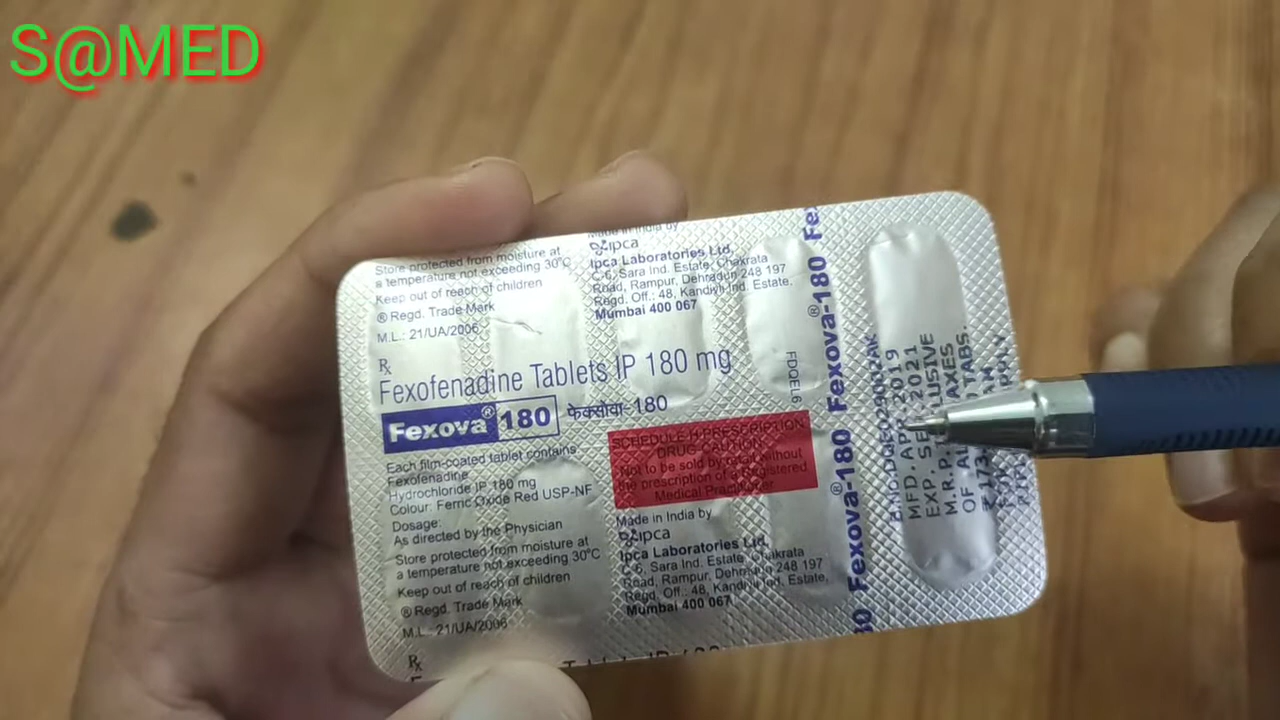 S@MED
Store protected from moisture at
a temperature not exceeding 30°C
Keep out of reach of children
® Regd. Trade Mark
M.L.: 21/UA/2006
Made in India by
ipca
Ipca Laboratories Ltd.
C-6, Sara Ind. Estate, Chakrata
Road, Rampur, Dehradun 248 197
Regd. Off.: 48, Kandivli Ind. Estate,
Mumbai 400 067
Rx
Fexofenadine Tablets IP 180 mg
Fexova® 180 फेक्सोवा-180
Each film-coated tablet contains
Fexofenadine
Hydrochloride IP 180 mg
Colour: Ferric Oxide Red USP-NF
Dosage:
As directed by the Physician
Store protected from moisture at
a temperature not exceeding 30°C
Keep out of reach of children
® Regd. Trade Mark
M.L.: 21/UA/2006
Rx
SCHEDULE H PRESCRIPTION
DRUG CAUTION
Not to be sold by retail without
the prescription of a Registered
Medical Practitioner
Made in India by
ipca
Ipca Laboratories Ltd.
C-6, Sara Ind. Estate, Chakrata
Road, Rampur, Dehradun 248 197
Regd. Off.: 48, Kandivli Ind. Estate,
Mumbai 400 067
FDQEL6
Fexova®-180 Fexova®-180
MFD. 2019
EXP. 2021
M.R.P.
OF TABS.